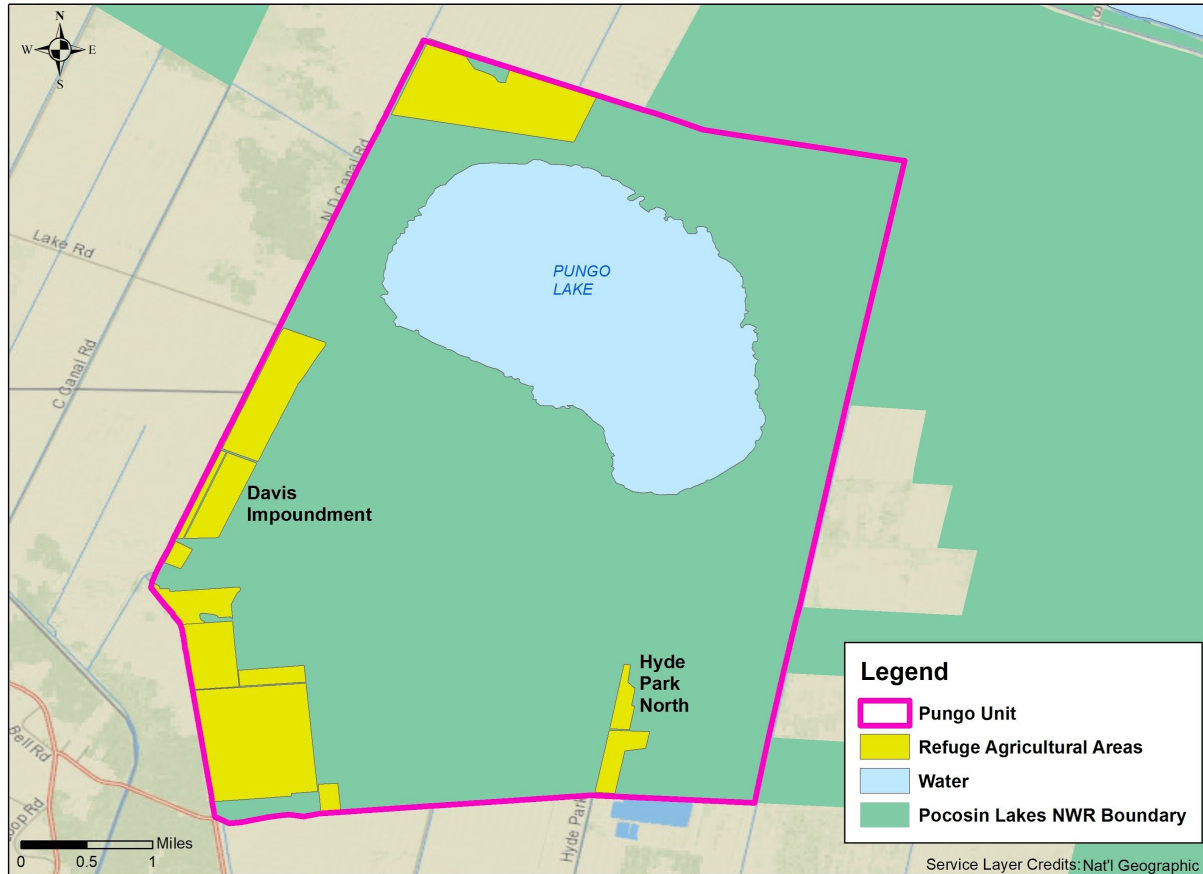 N
W
E
S
S
N D Canal Rd
Lake Rd
PUNGO
LAKE
C Canal Rd
Davis
Impoundment
Hyde
Park
North
Bell Rd
oop Rd
Hyde Park
Legend
Pungo Unit
Refuge Agricultural Areas
Water
Pocosin Lakes NWR Boundary
Miles
0 0.5 1
Service Layer Credits: Nat'l Geographic